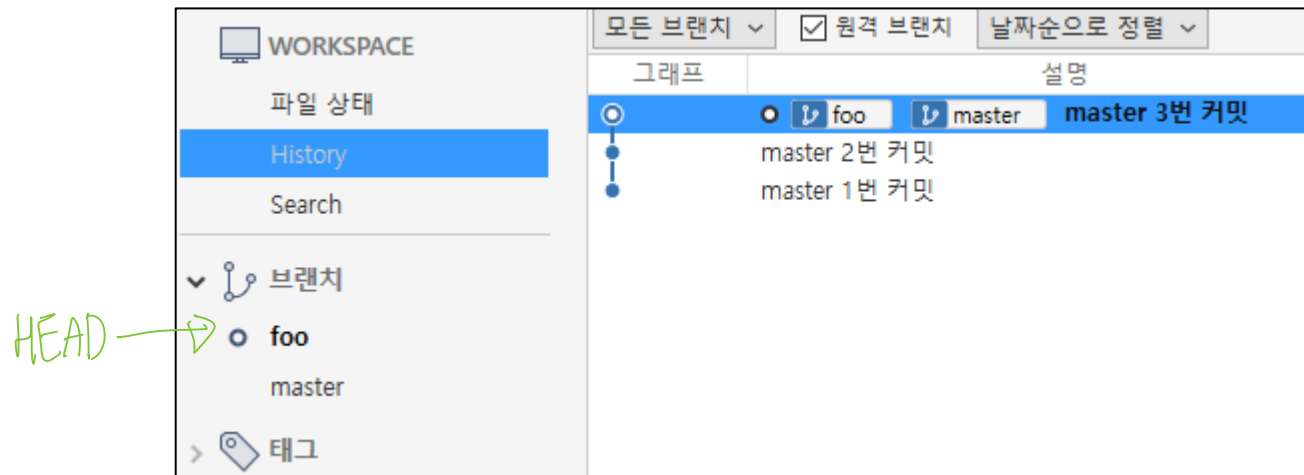 WORKSPACE
파일 상태
History
Search
브랜치
HEAD
foo
master
태그
모든 브랜치 원격 브랜치 날짜순으로 정렬
그래프 설명
foo master master 3번 커밋
master 2번 커밋
master 1번 커밋